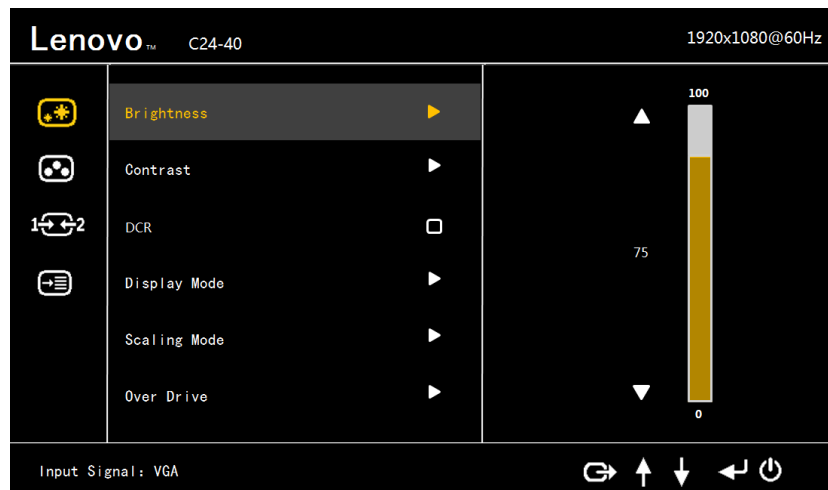 Lenovo™ C24-40 1920x1080@60Hz
Brightness
Contrast
1 2
DCR
Display Mode
Scaling Mode
Over Drive
100
75
0
Input Signal: VGA